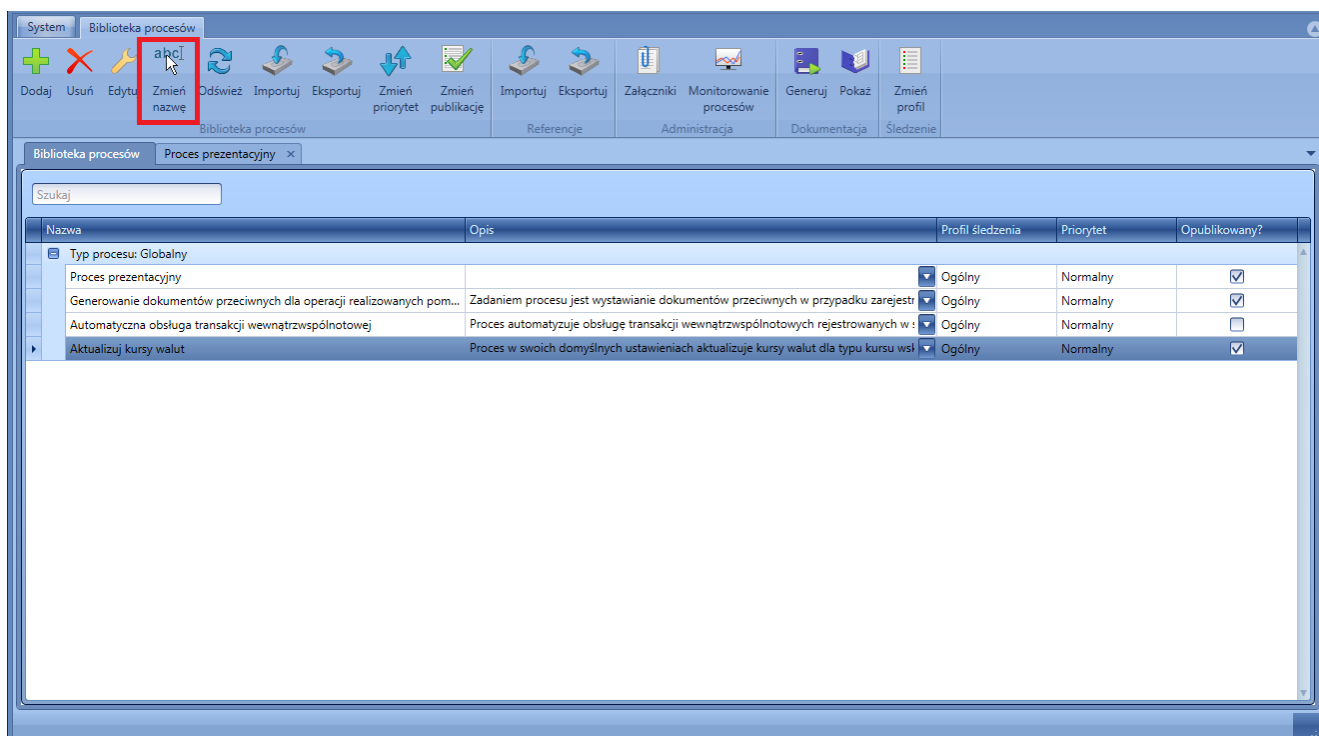 System Biblioteka procesów
abc
Dodaj Usuń Edytuj Zmień nazwę Odśwież Importuj Eksportuj Zmień priorytet Zmień publikację Importuj Eksportuj Załączniki Monitorowanie procesów Generuj Pokaż Zmień profil
Biblioteka procesów Referencje Administracja Dokumentacja Śledzenie
Biblioteka procesów Proces prezentacyjny
Szukaj
Nazwa Opis Profil śledzenia Priorytet Opublikowany?
Typ procesu: Globalny
Proces prezentacyjny Ogólny Normalny
Generowanie dokumentów przeciwnych dla operacji realizowanych pom... Zadaniem procesu jest wystawianie dokumentów przeciwnych w przypadku zarejestr Ogólny Normalny
Automatyczna obsługa transakcji wewnątrzwspólnotowej Proces automatyzuje obsługę transakcji wewnątrzwspólnotowych rejestrowanych w s Ogólny Normalny
Aktualizuj kursy walut Proces w swoich domyślnych ustawieniach aktualizuje kursy walut dla typu kursu wsk Ogólny Normalny